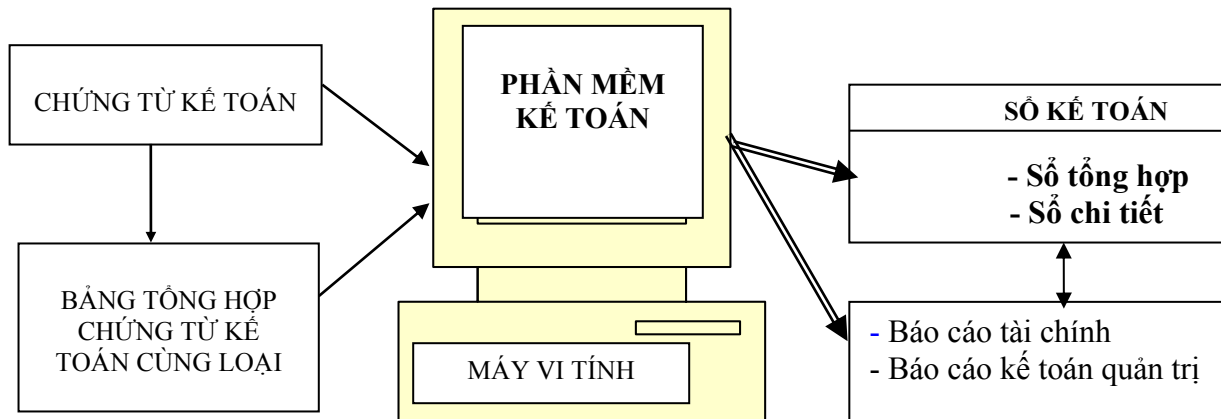 CHỨNG TỪ KẾ TOÁN
BẢNG TỔNG HỢP
CHỨNG TỪ KẾ
TOÁN CÙNG LOẠI
PHẦN MỀM
KẾ TOÁN
MÁY VI TÍNH
SỔ KẾ TOÁN
- Sổ tổng hợp
- Sổ chi tiết
- Báo cáo tài chính
- Báo cáo kế toán quản trị